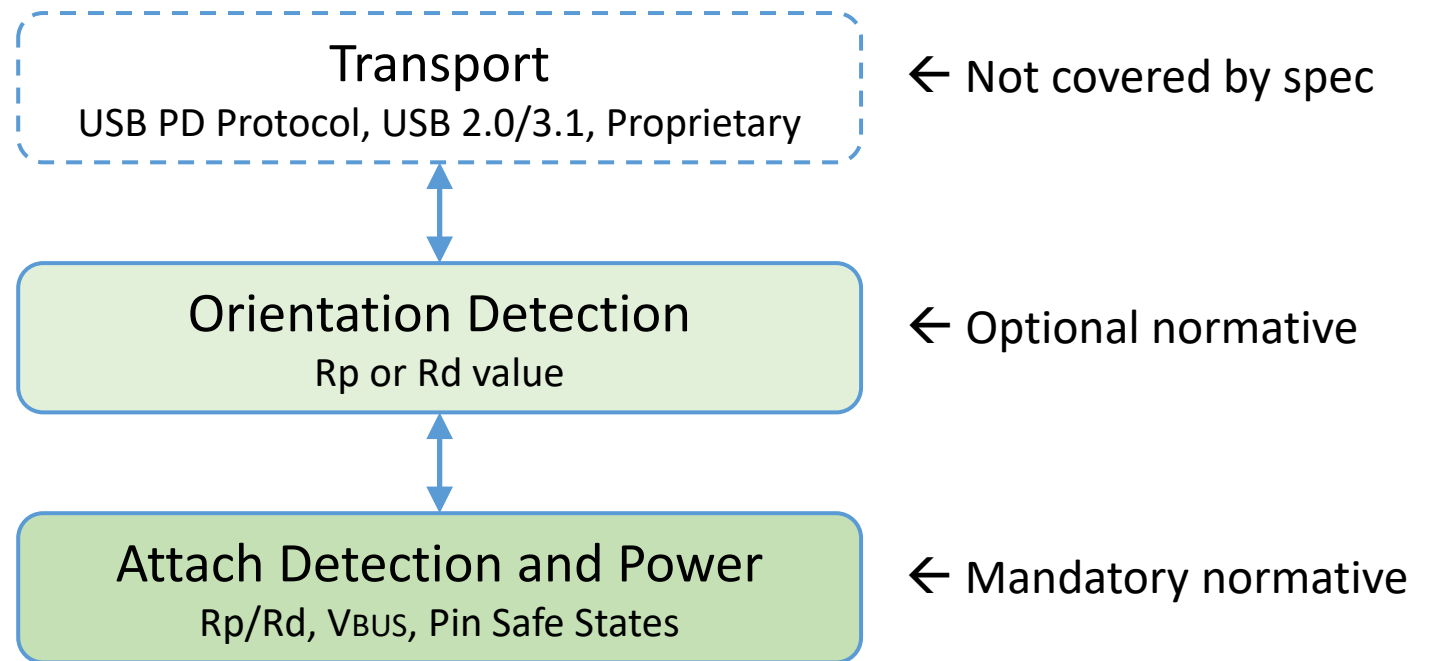 Transport
USB PD Protocol, USB 2.0/3.1, Proprietary
← Not covered by spec
Orientation Detection
Rp or Rd value
← Optional normative
Attach Detection and Power
Rp/Rd, VBUS, Pin Safe States
← Mandatory normative